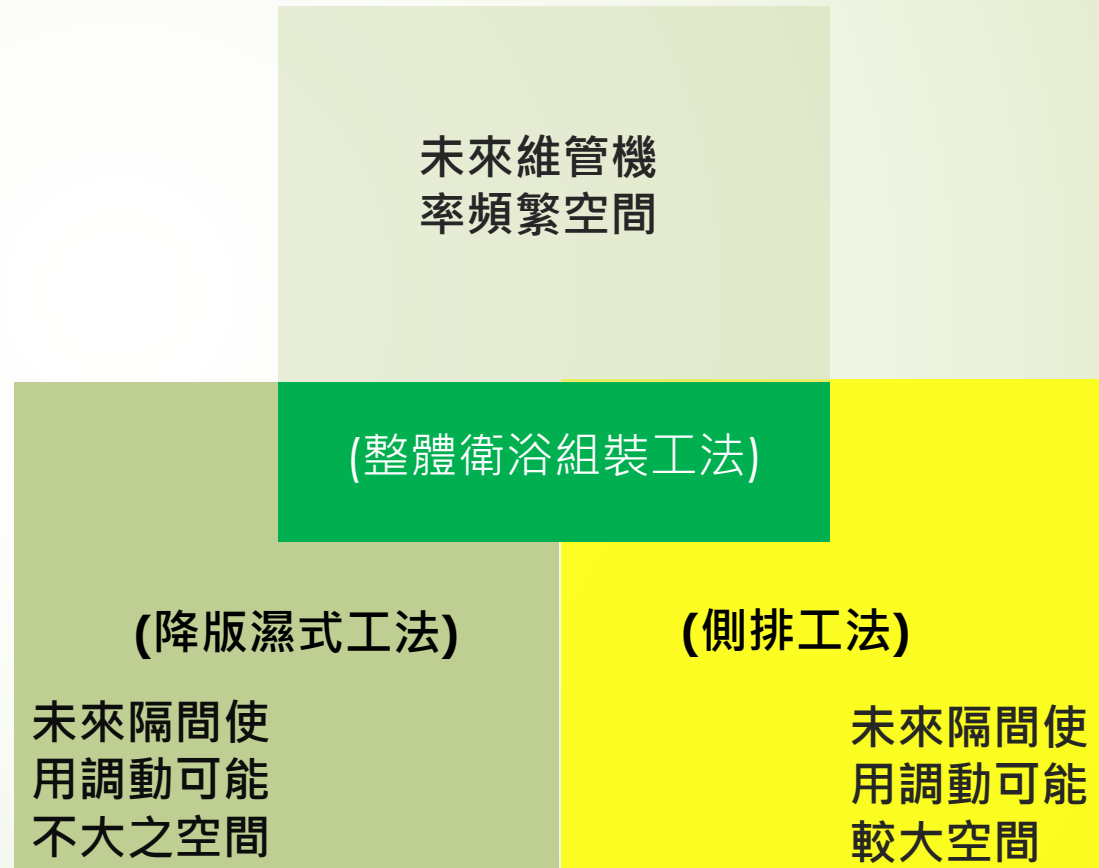 未來維管機
率頻繁空間
(整體衛浴組裝工法)
(降版濕式工法)
(側排工法)
未來隔間使
用調動可能
不大之空間
未來隔間使
用調動可能
較大空間